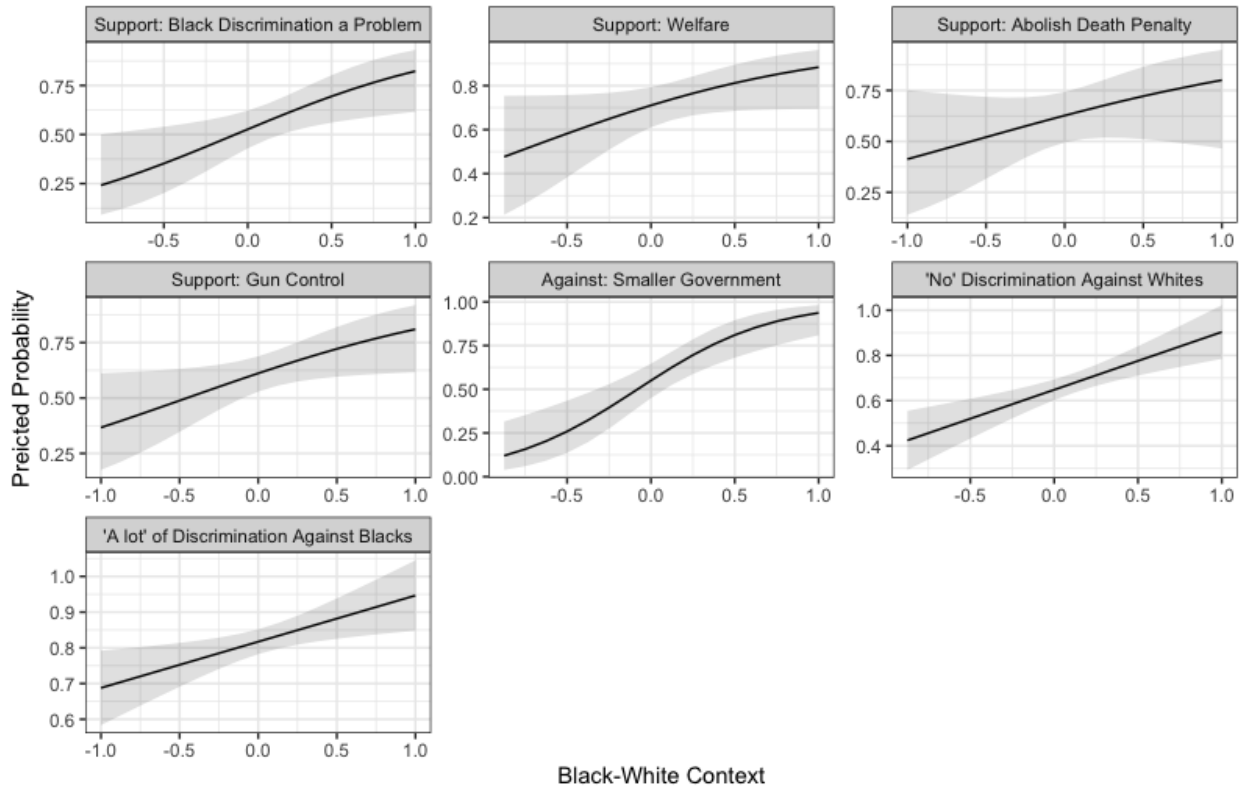 Support: Black Discrimination a Problem
Support: Welfare
Support: Abolish Death Penalty
0.75
0.50
0.25
-0.5 0.0 0.5 1.0
0.8
0.6
0.4
0.2
-0.5 0.0 0.5 1.0
0.75
0.50
0.25
-1.0 -0.5 0.0 0.5 1.0
Support: Gun Control
Against: Smaller Government
'No' Discrimination Against Whites
Preicted Probability
0.75
0.50
0.25
-1.0 -0.5 0.0 0.5 1.0
1.00
0.75
0.50
0.25
0.00
-0.5 0.0 0.5 1.0
1.0
0.8
0.6
0.4
-0.5 0.0 0.5 1.0
'A lot' of Discrimination Against Blacks
1.0
0.9
0.8
0.7
0.6
-1.0 -0.5 0.0 0.5 1.0
Black-White Context